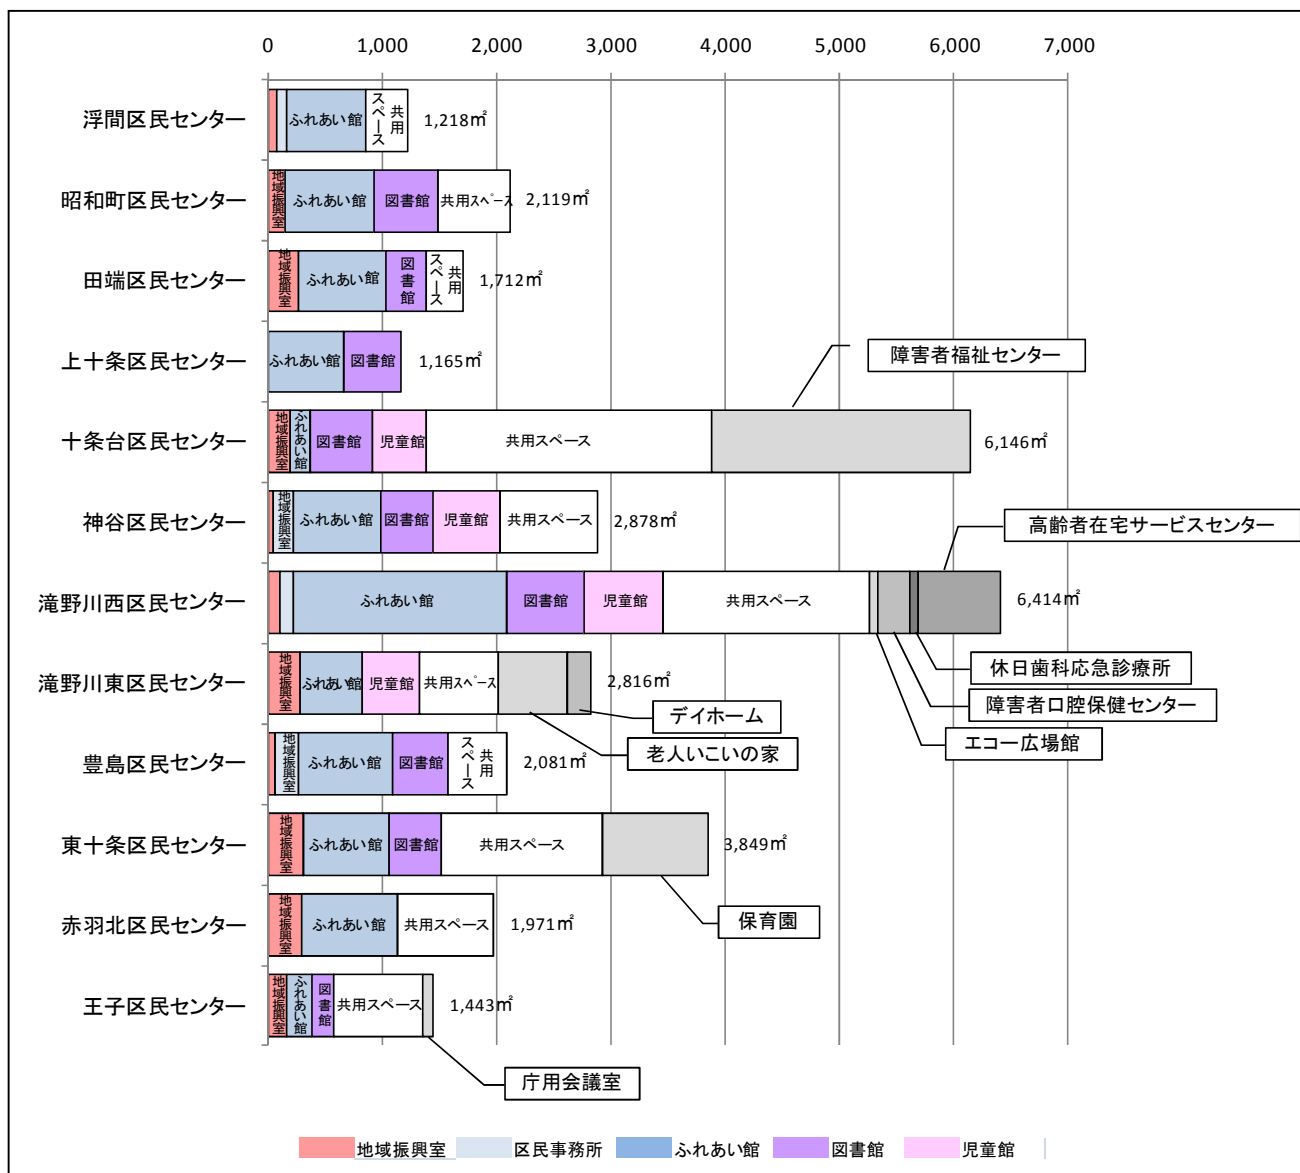 0 1,000 2,000 3,000 4,000 5,000 6,000 7,000
浮間区民センター ふれあい館 共用スペース 1,218㎡
昭和町区民センター 地域振興室 ふれあい館 図書館 共用スペース 2,119㎡
田端区民センター 地域振興室 ふれあい館 図書館 共用スペース 1,712㎡
上十条区民センター ふれあい館 図書館 1,165㎡
障害者福祉センター
十条台区民センター 地域振興室 ふれあい館 図書館 児童館 共用スペース 6,146㎡
神谷区民センター 地域振興室 ふれあい館 図書館 児童館 共用スペース 2,878㎡
高齢者在宅サービスセンター
滝野川西区民センター ふれあい館 図書館 児童館 共用スペース 6,414㎡
休日歯科応急診療所
障害者口腔保健センター
エコー広場館
滝野川東区民センター 地域振興室 ふれあい館 児童館 共用スペース 2,816㎡
デイホーム
老人いこいの家
豊島区民センター 地域振興室 ふれあい館 図書館 共用スペース 2,081㎡
東十条区民センター 地域振興室 ふれあい館 図書館 共用スペース 3,849㎡
保育園
赤羽北区民センター 地域振興室 ふれあい館 共用スペース 1,971㎡
王子区民センター 地域振興室 ふれあい館 図書館 共用スペース 1,443㎡
庁用会議室
地域振興室 区民事務所 ふれあい館 図書館 児童館